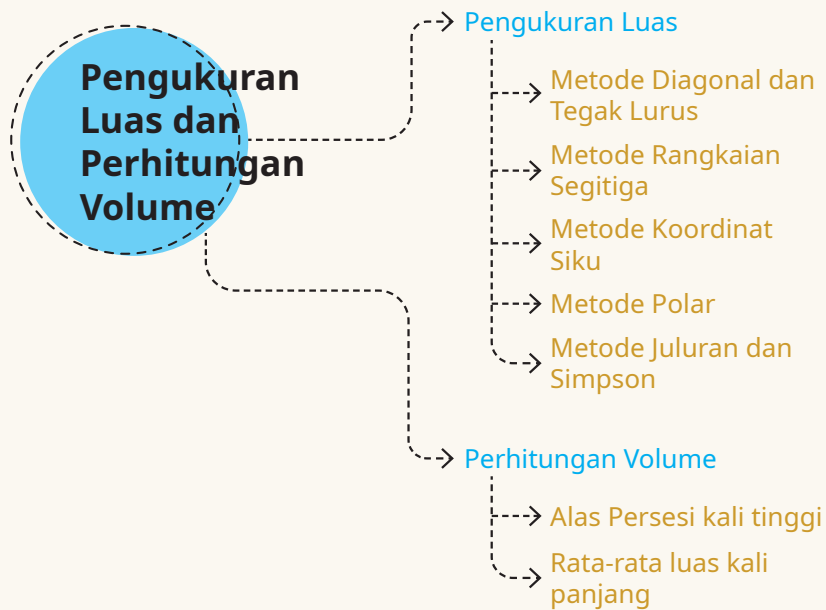 Pengukuran
Luas dan
Perhitungan
Volume
Pengukuran Luas
Metode Diagonal dan
Tegak Lurus
Metode Rangkaian
Segitiga
Metode Koordinat
Siku
Metode Polar
Metode Juluran dan
Simpson
Perhitungan Volume
Alas Persesi kali tinggi
Rata-rata luas kali
panjang